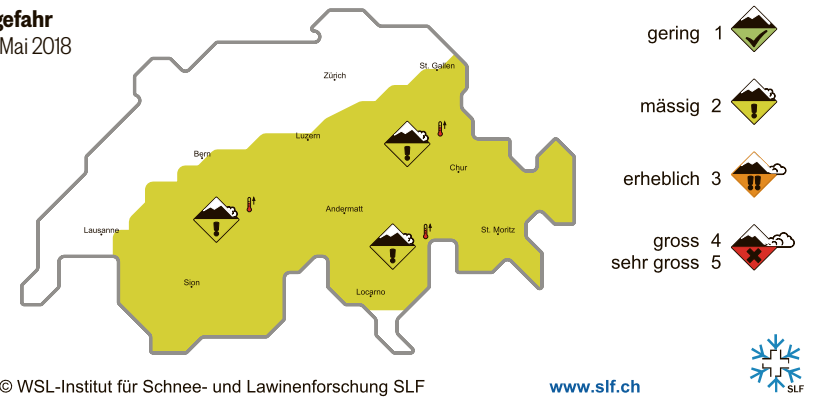 gefahr
Mai 2018
gering 1
mässig 2
erheblich 3
gross 4
sehr gross 5
St. Gallen
Zürich
Luzern
Bern
Chur
Andermatt
Lausanne
St. Moritz
Sion
Locarno
© WSL-Institut für Schnee- und Lawinenforschung SLF
www.slf.ch
SLF